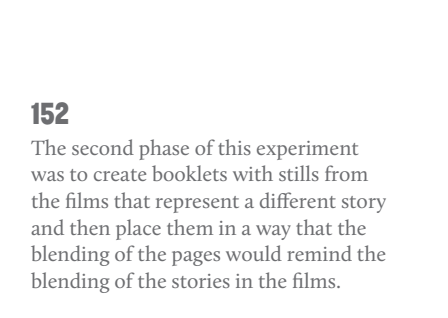 152
The second phase of this experiment
was to create booklets with stills from
the films that represent a different story
and then place them in a way that the
blending of the pages would remind the
blending of the stories in the films.